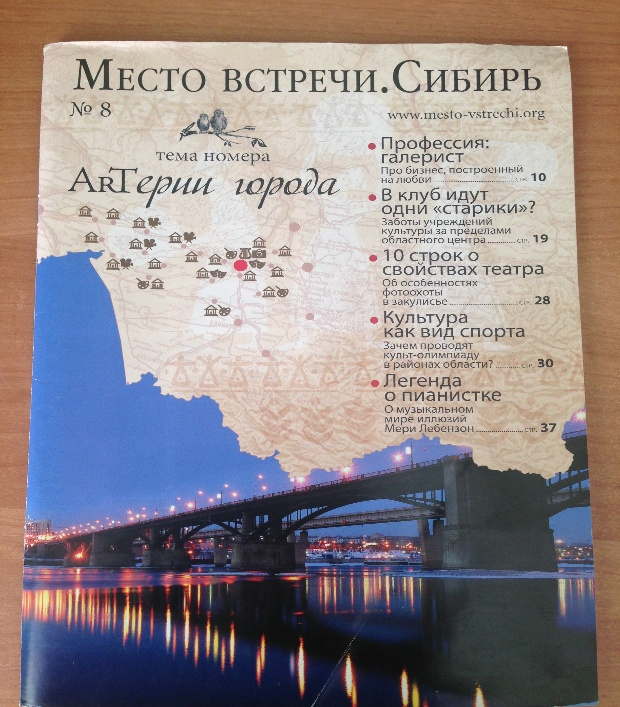 Место встречи.Сибирь
№ 8
www.mesto-vstrechi.org
тема номера
АRTерии города
Профессия:
галерист
Про бизнес, построенный
на любви стр. 10
В клуб идут
одни «старики»?
Заботы учреждений
культуры за пределами
областного центра стр. 19
10 строк о
свойствах театра
Об особенностях
фотоохоты
в закулисье стр. 28
Культура
как вид спорта
Зачем проводят
культ-олимпиаду
в районах области? стр. 30
Легенда
о пианистке
О музыкальном
мире иллюзий
Мери Лебензон стр. 37